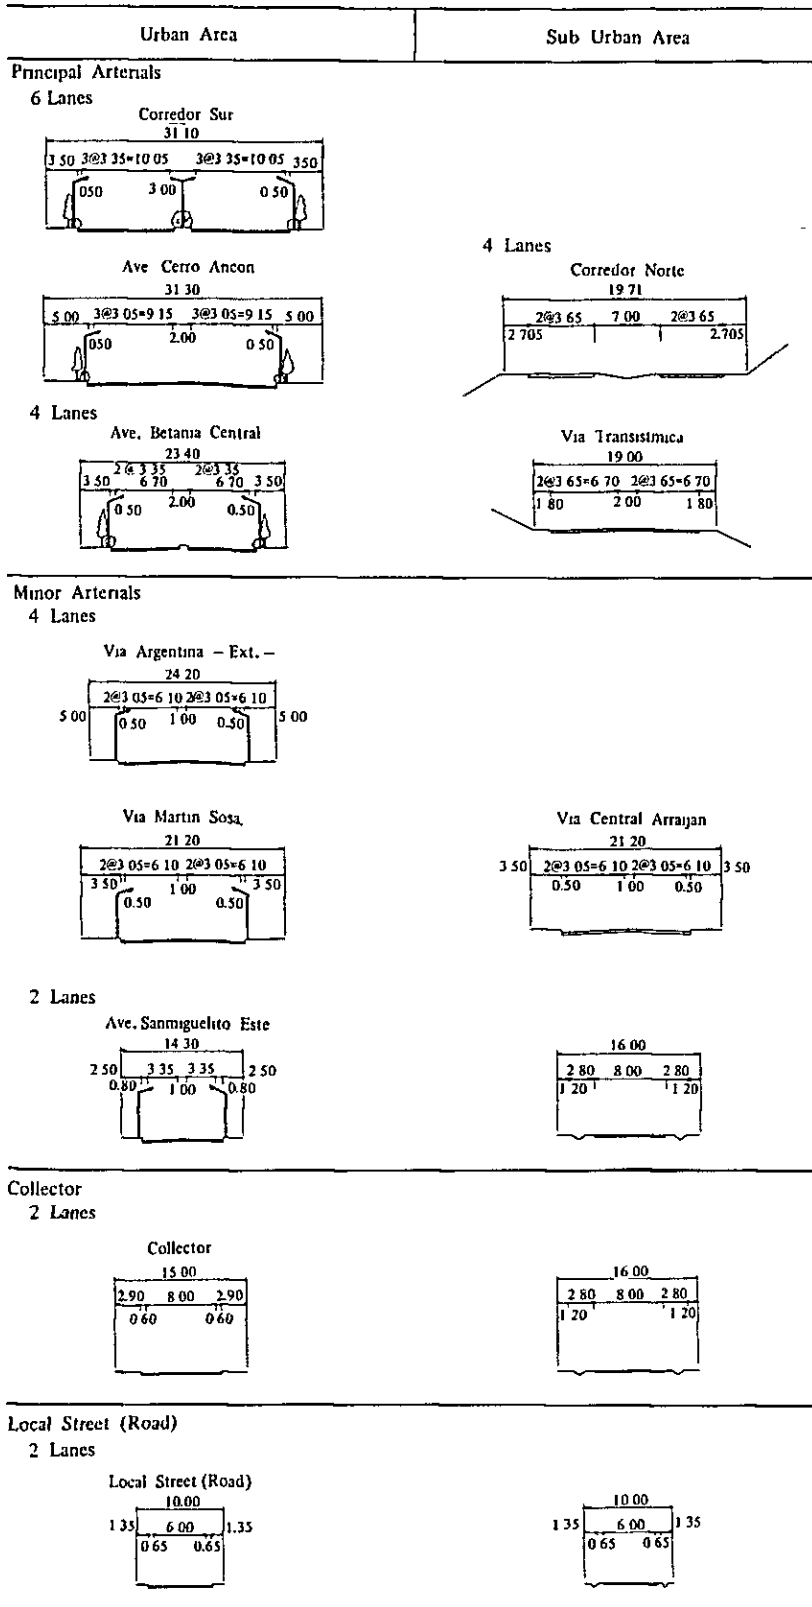 Urban Area
Sub Urban Area
Principal Arterials
6 Lanes
Corredor Sur
31 10
3 50 3@3 35=10 05 3@3 35=10 05 350
050 3 00 0 50
Ave Cerro Ancon
31 30
5 00 3@3 05=9 15 3@3 05=9 15 5 00
050 2.00 0 50
4 Lanes
Corredor Norte
19 71
2@3 65 7 00 2@3 65
2 705 2.705
4 Lanes
Ave. Betania Central
23 40
2 @ 3 35 2@3 35
3 50 6 70 6 70 3 50
0 50 2.00 0.50
Via Transistmica
19 00
2@3 65=6 70 2@3 65=6 70
1 80 2 00 1 80
Minor Arterials
4 Lanes
Via Argentina – Ext. –
24 20
2@3 05=6 10 2@3 05=6 10
5 00 0 50 1 00 0.50 5 00
Via Martin Sosa.
21 20
2@3 05=6 10 2@3 05=6 10
3 50 1 00 3 50
0.50 0.50
Via Central Arraijan
21 20
3 50 2@3 05=6 10 2@3 05=6 10 3 50
0.50 1 00 0.50
2 Lanes
Ave. Sanmiguelito Este
14 30
2 50 3 35 3 35 2 50
0.80 1 00 0.80
16 00
2 80 8 00 2 80
1 20 1 20
Collector
2 Lanes
Collector
15 00
2.90 8 00 2.90
0 60 0 60
16 00
2 80 8 00 2 80
1 20 1 20
Local Street (Road)
2 Lanes
Local Street (Road)
10.00
1 35 6 00 1.35
0 65 0.65
10 00
1 35 6 00 1 35
0 65 0 65